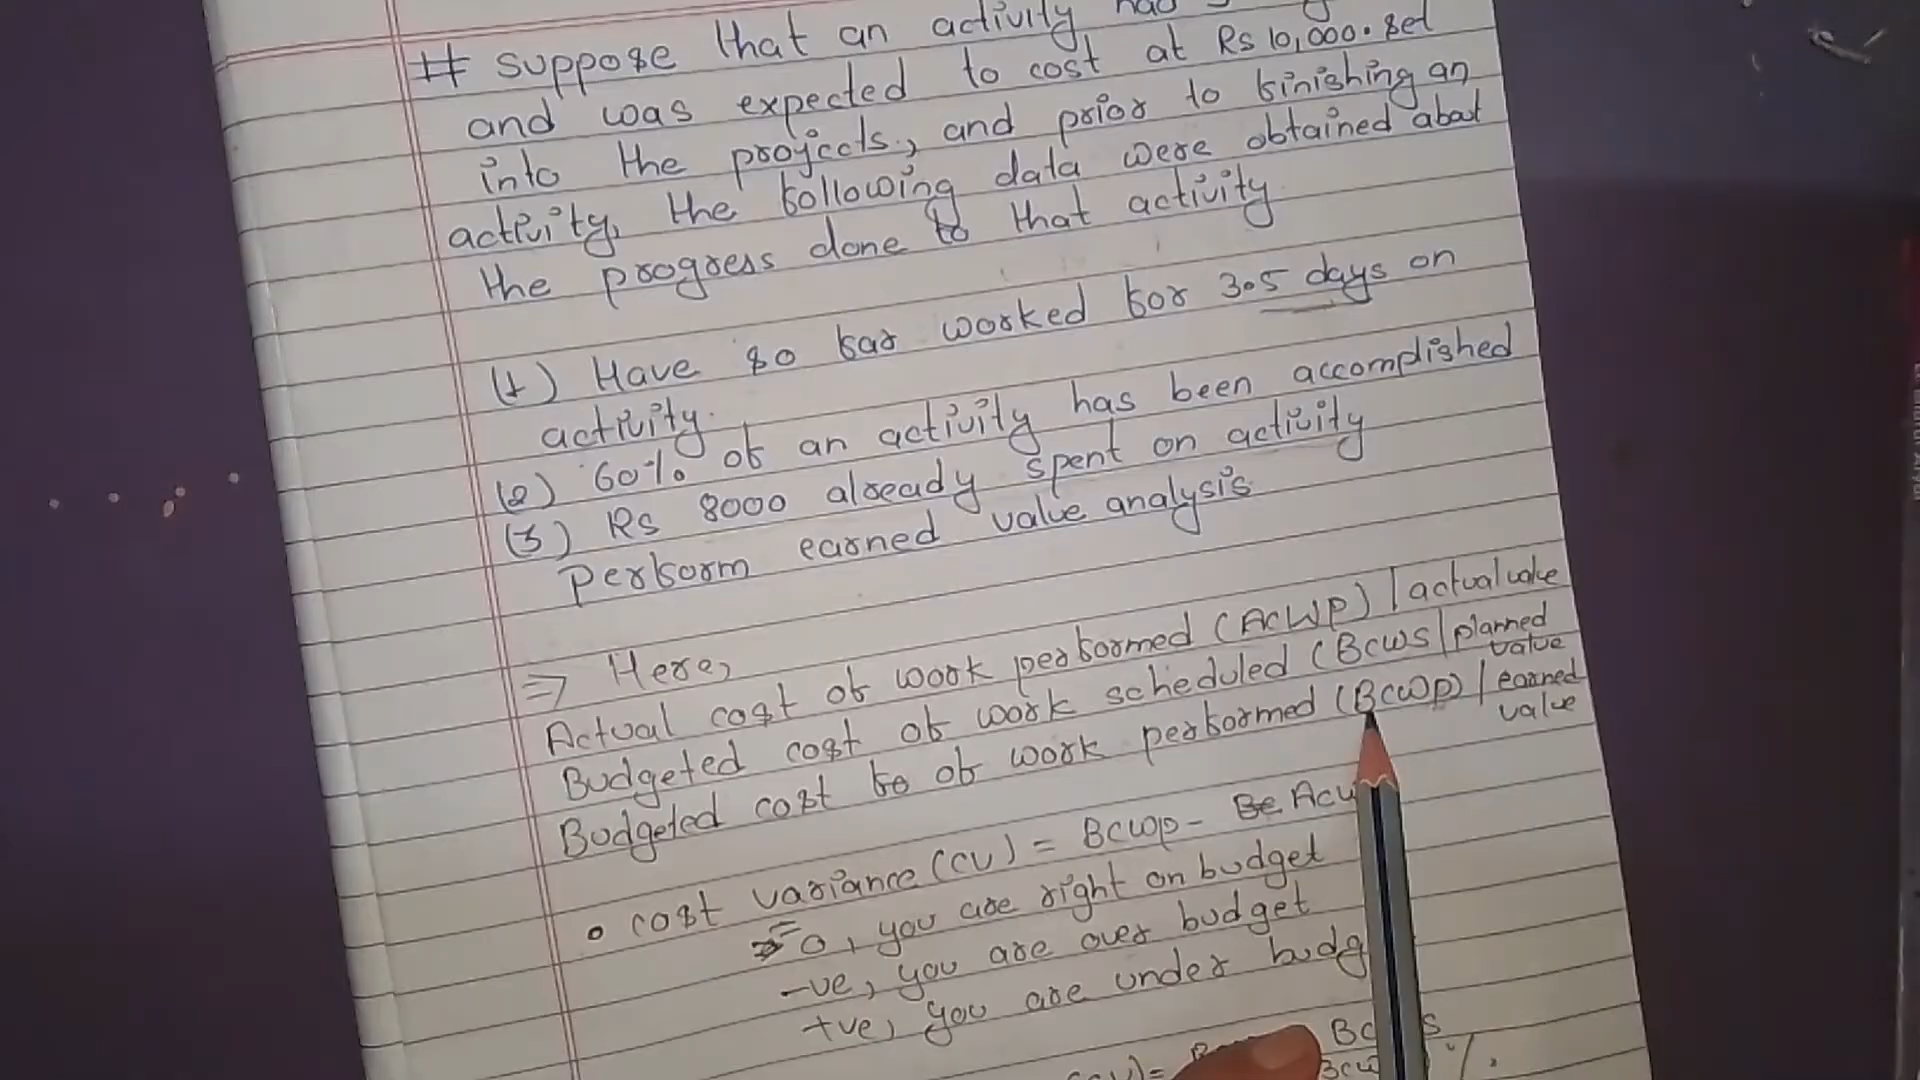 # suppose that an activity had
and was expected to cost at Rs 10,000. set
into the projects, and prior to finishing an
activity, the following data were obtained about
the progress done to that activity
(1) Have so far worked for 3.5 days on
activity.
(2) 60% of an activity has been accomplished
(3) Rs 8000 already spent on activity
Perform earned value analysis.
⇒ Here,
Actual cost of work performed (ACWP) | actual value
Budgeted cost of work scheduled (BCWS | planned value
Budgeted cost of work performed (BCWP) | earned value
• cost variance (CV) = BCWP -
= 0, you are right on budget
-ve, you are over budget
+ve, you are under